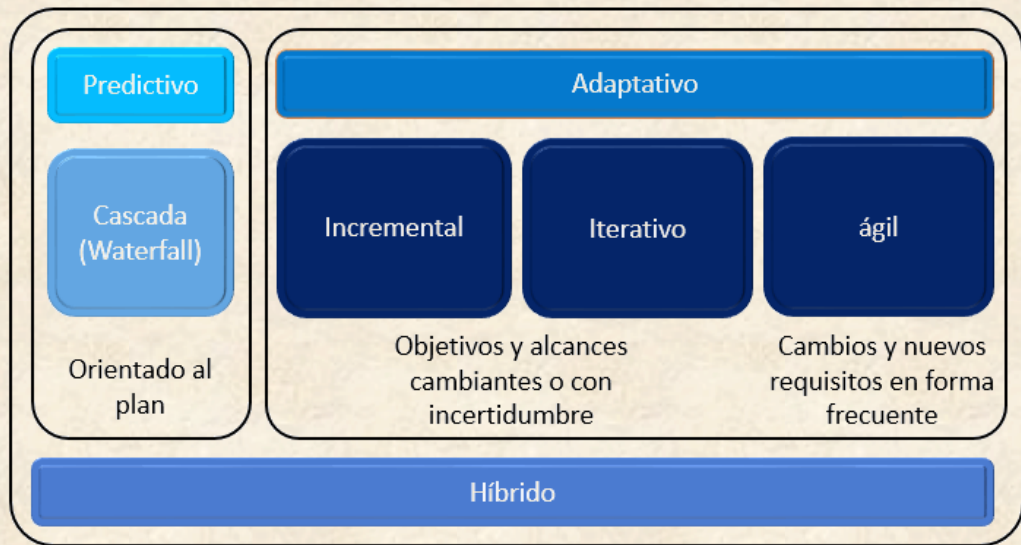 Predictivo
Adaptativo
Cascada
(Waterfall)
Incremental
Iterativo
ágil
Orientado al
plan
Objetivos y alcances
cambiantes o con
incertidumbre
Cambios y nuevos
requisitos en forma
frecuente
Híbrido